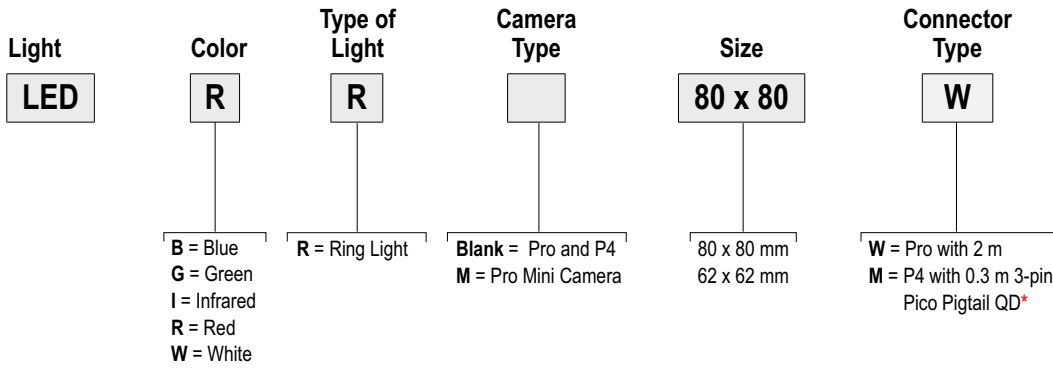 Light
Color
Type of
Light
Camera
Type
Size
Connector
Type
LED
R
R
80 x 80
W
B = Blue
G = Green
I = Infrared
R = Red
W = White
R = Ring Light
Blank = Pro and P4
M = Pro Mini Camera
80 x 80 mm
62 x 62 mm
W = Pro with 2 m
M = P4 with 0.3 m 3-pin
Pico Pigtail QD*